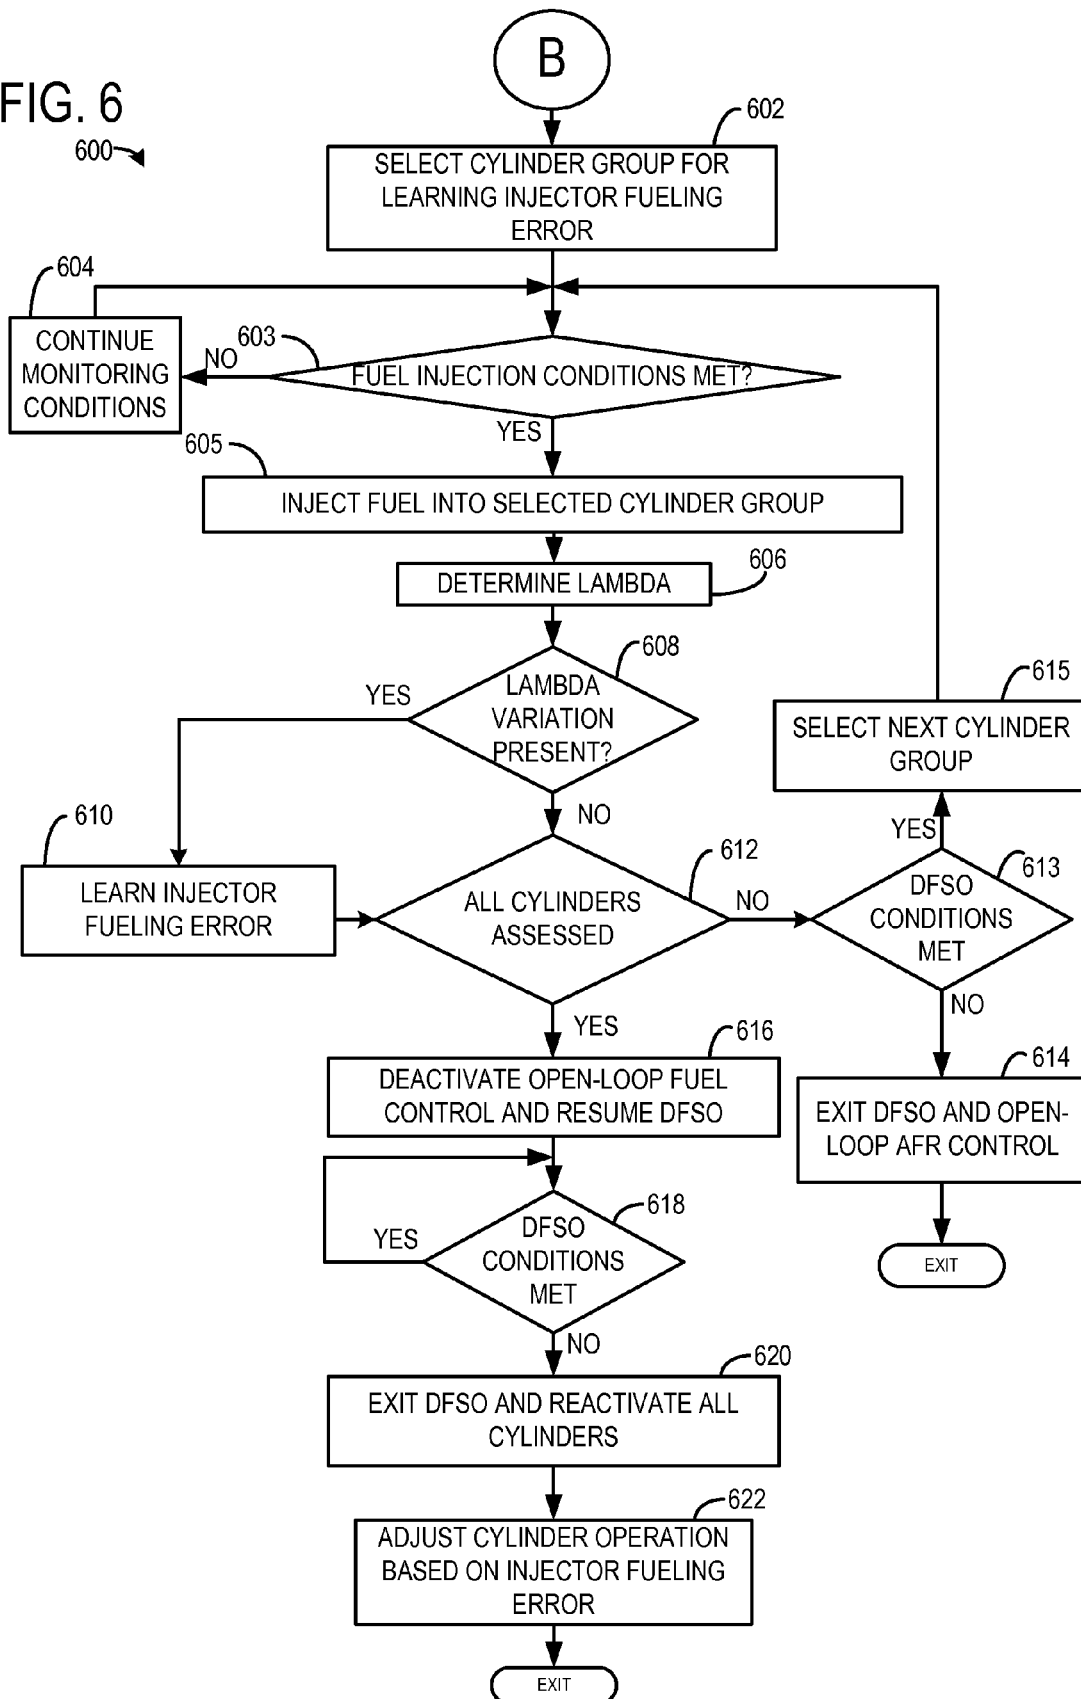 B
FIG. 6
600
602
SELECT CYLINDER GROUP FOR
LEARNING INJECTOR FUELING
ERROR
604
CONTINUE
MONITORING
CONDITIONS
603
NO
FUEL INJECTION CONDITIONS MET?
YES
605
INJECT FUEL INTO SELECTED CYLINDER GROUP
606
DETERMINE LAMBDA
608
YES
LAMBDA
VARIATION
PRESENT?
NO
615
SELECT NEXT CYLINDER
GROUP
YES
610
LEARN INJECTOR
FUELING ERROR
612
ALL CYLINDERS
ASSESSED
NO
613
DFSO
CONDITIONS
MET
NO
YES
616
DEACTIVATE OPEN-LOOP FUEL
CONTROL AND RESUME DFSO
614
EXIT DFSO AND OPEN-
LOOP AFR CONTROL
EXIT
618
YES
DFSO
CONDITIONS
MET
NO
620
EXIT DFSO AND REACTIVATE ALL
CYLINDERS
622
ADJUST CYLINDER OPERATION
BASED ON INJECTOR FUELING
ERROR
EXIT